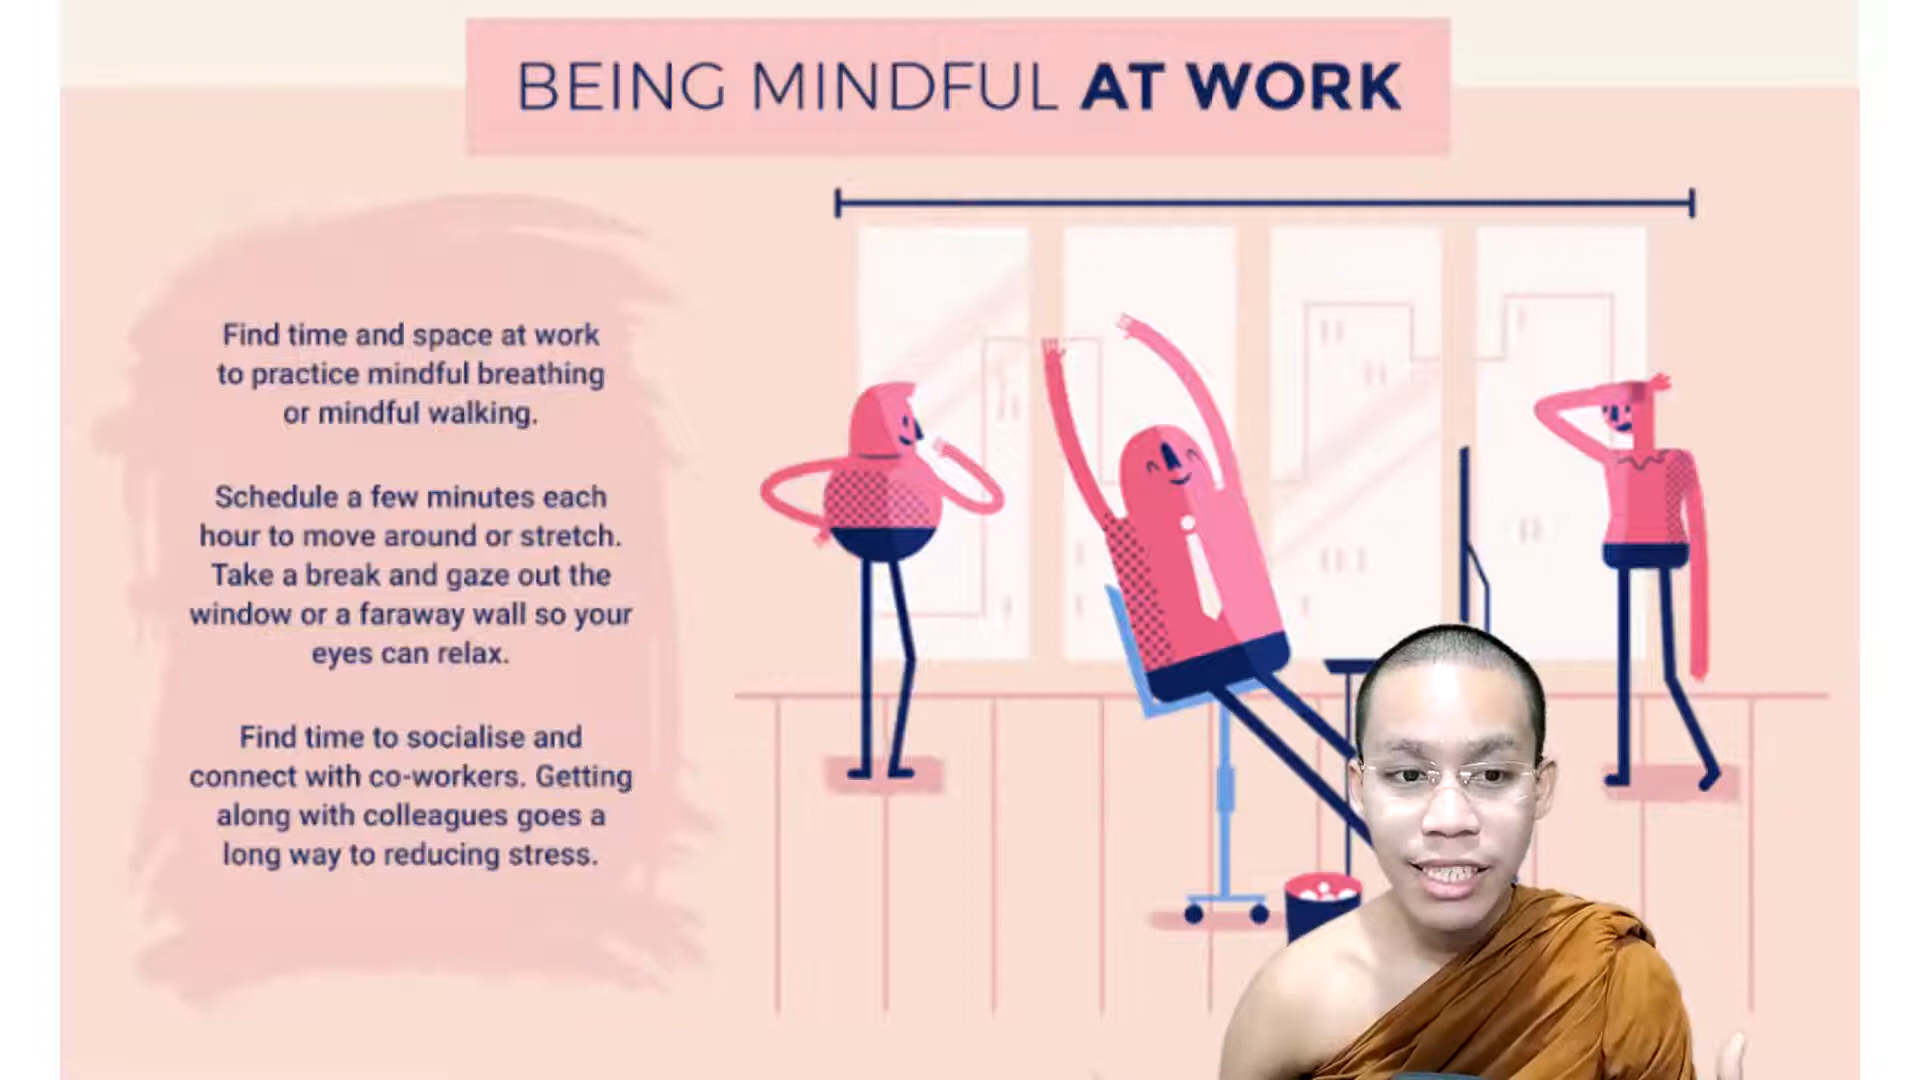 BEING MINDFUL AT WORK
Find time and space at work
to practice mindful breathing
or mindful walking.
Schedule a few minutes each
hour to move around or stretch.
Take a break and gaze out the
window or a faraway wall so your
eyes can relax.
Find time to socialise and
connect with co-workers. Getting
along with colleagues goes a
long way to reducing stress.